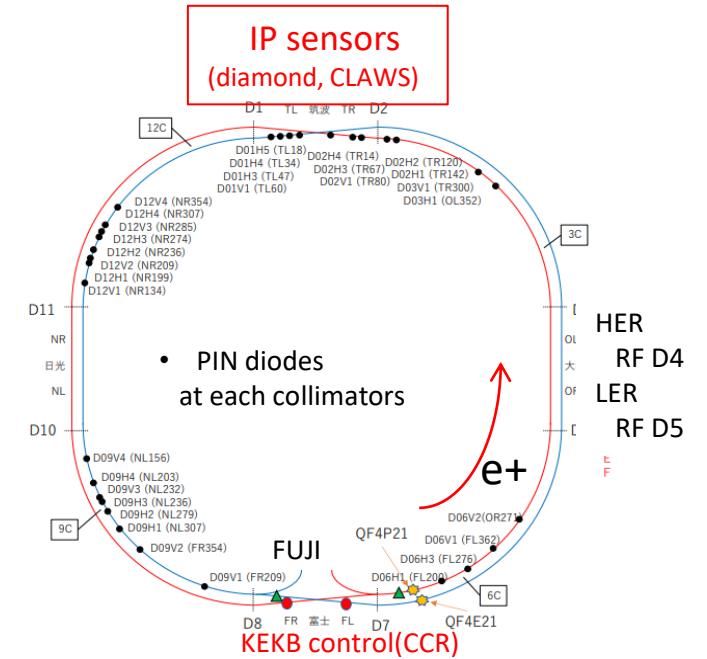 IP sensors
(diamond, CLAWS)
D1 TL 筑波 TR D2
12C
D01H5 (TL18)
D01H4 (TL34)
D01H3 (TL47)
D01V1 (TL60)
D02H4 (TR14)
D02H3 (TR67)
D02V1 (TR80)
D02H2 (TR120)
D02H1 (TR142)
D03V1 (TR300)
D03H1 (OL352)
D12V4 (NR354)
D12H4 (NR307)
D12V3 (NR285)
D12H3 (NR274)
D12H2 (NR236)
D12V2 (NR209)
D12H1 (NR199)
D12V1 (NR134)
3C
D11
NR
日光
NL
D10
OL
大
HER
RF D4
LER
RF D5
• PIN diodes
at each collimators
e+
D09V4 (NL156)
D09H4 (NL203)
D09V3 (NL232)
D09H3 (NL236)
D09H2 (NL279)
D09H1 (NL307)
D09V2 (FR354)
D09V1 (FR209)
9C
FUJI
QF4P21
D06V2(OR271)
D06V1 (FL362)
D06H3 (FL276)
D06H1 (FL200)
6C
QF4E21
D8 FR 富士 FL D7
KEKB control(CCR)